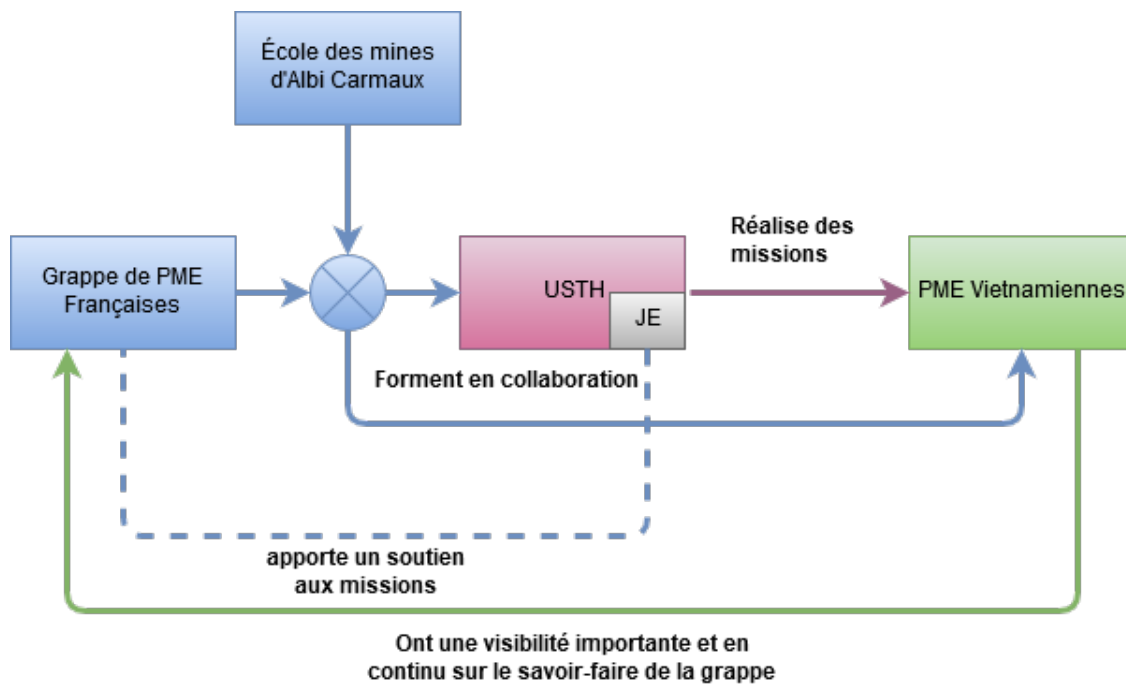 École des mines
d'Albi Carmaux
Grappe de PME
Françaises
USTH
JE
Réalise des
missions
PME Vietnamiennes
Forment en collaboration
apporte un soutien
aux missions
Ont une visibilité importante et en
continu sur le savoir-faire de la grappe